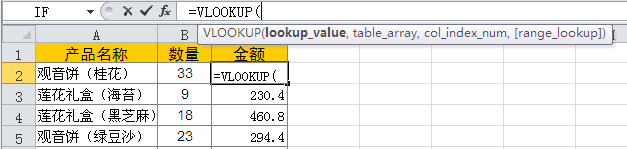 IF =VLOOKUP(
VLOOKUP(lookup_value, table_array, col_index_num, [range_lookup])
A B C D E F G
1 产品名称 数量 金额
2 观音饼（桂花） 33 =VLOOKUP(
3 莲花礼盒（海苔） 9 230.4
4 莲花礼盒（黑芝麻） 18 460.8
5 观音饼（绿豆沙） 23 294.4